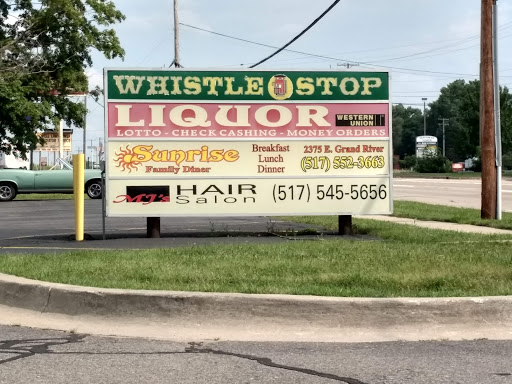 WHISTLE STOP
LIQUOR
WESTERN UNION
LOTTO - CHECK CASHING - MONEY ORDERS
Sunrise
Family Diner
Breakfast
Lunch
Dinner
2375 E. Grand River
(517) 552-3663
MJ's HAIR Salon (517) 545-5656